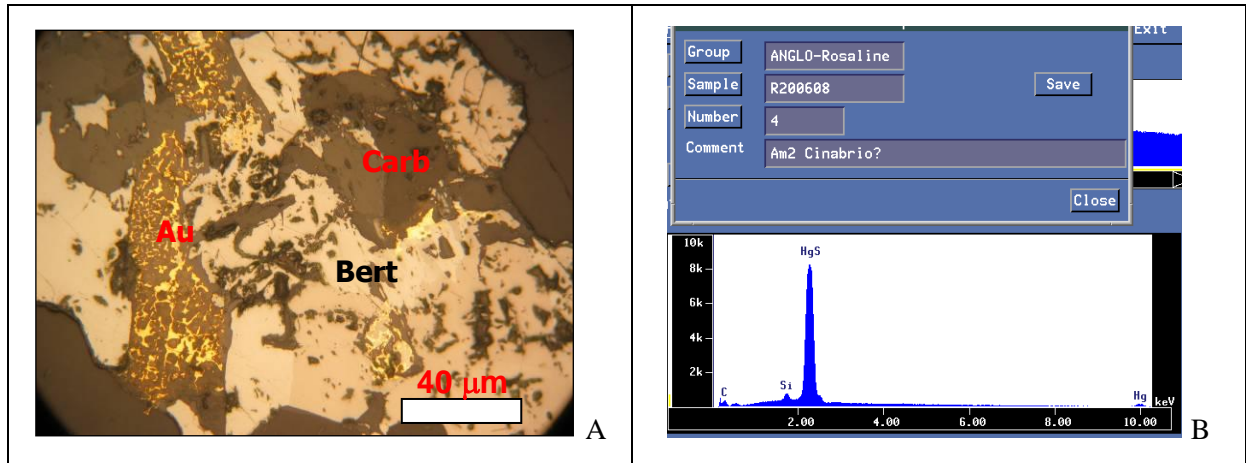 Au
Carb
Bert
40 μm
A
Exit
Group ANGLO-Rosaline
Sample R200608
Save
Number 4
Comment Am2 Cinabrio?
Close
10k
8k
6k
4k
2k
C
Si
HgS
Hg
keV
2.00 4.00 6.00 8.00 10.00
B